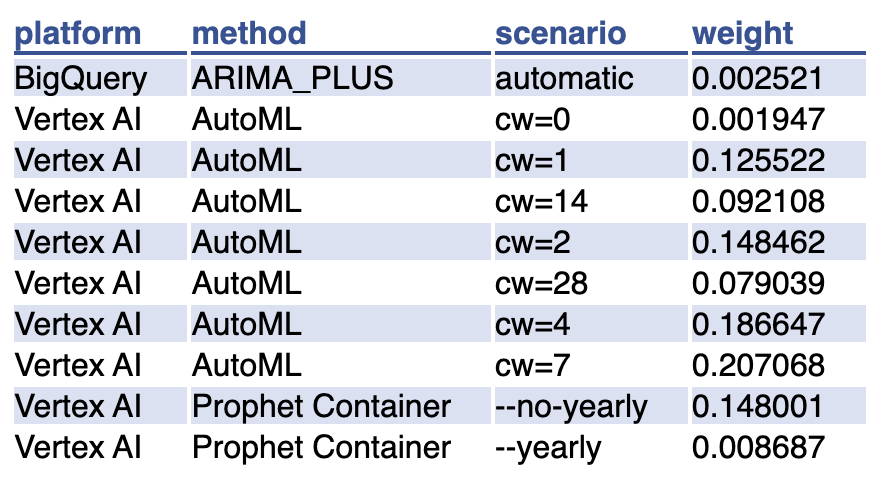 platform method scenario weight
BigQuery ARIMA_PLUS automatic 0.002521
Vertex AI AutoML cw=0 0.001947
Vertex AI AutoML cw=1 0.125522
Vertex AI AutoML cw=14 0.092108
Vertex AI AutoML cw=2 0.148462
Vertex AI AutoML cw=28 0.079039
Vertex AI AutoML cw=4 0.186647
Vertex AI AutoML cw=7 0.207068
Vertex AI Prophet Container --no-yearly 0.148001
Vertex AI Prophet Container --yearly 0.008687